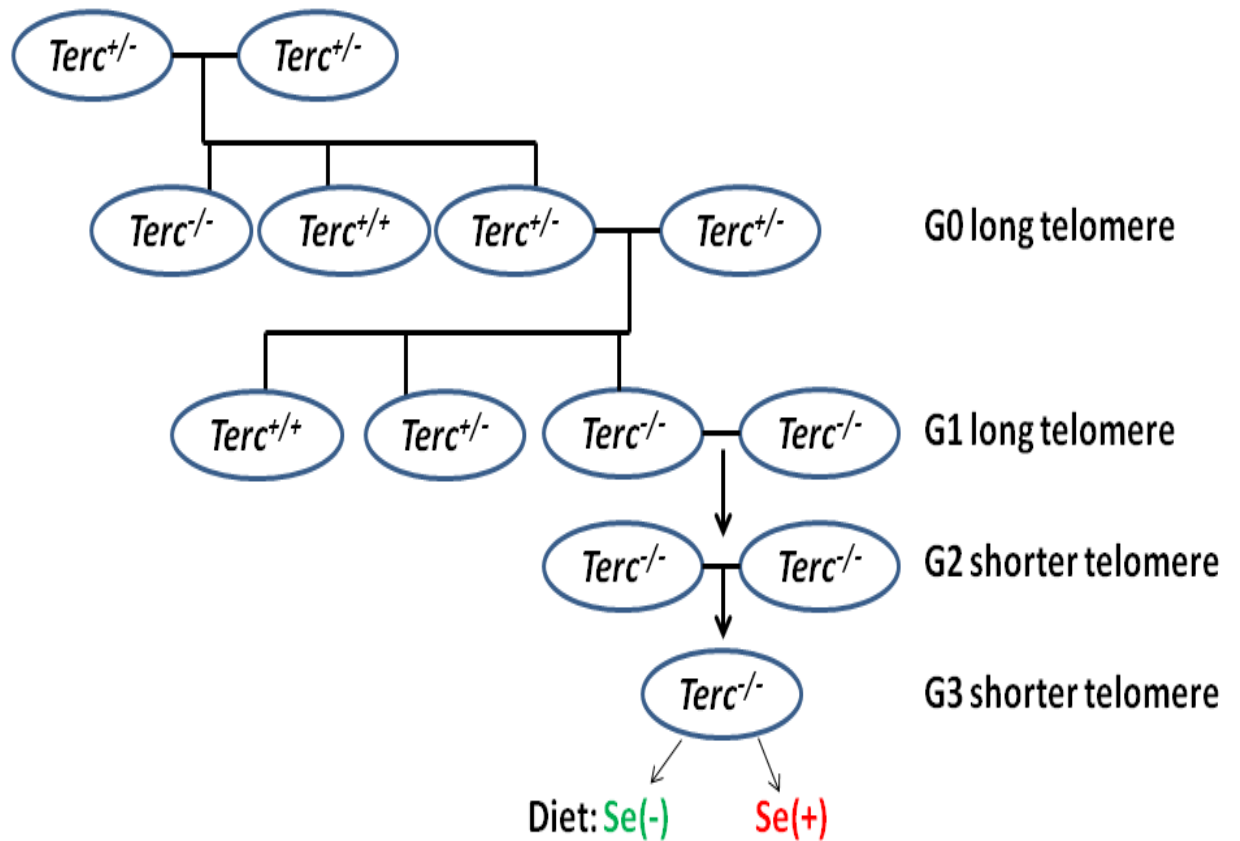 Terc+/- Terc+/-
Terc-/- Terc+/+ Terc+/- Terc+/- G0 long telomere
Terc+/+ Terc+/- Terc-/- Terc-/- G1 long telomere
Terc-/- Terc-/- G2 shorter telomere
Terc-/- G3 shorter telomere
Diet: Se(-) Se(+)